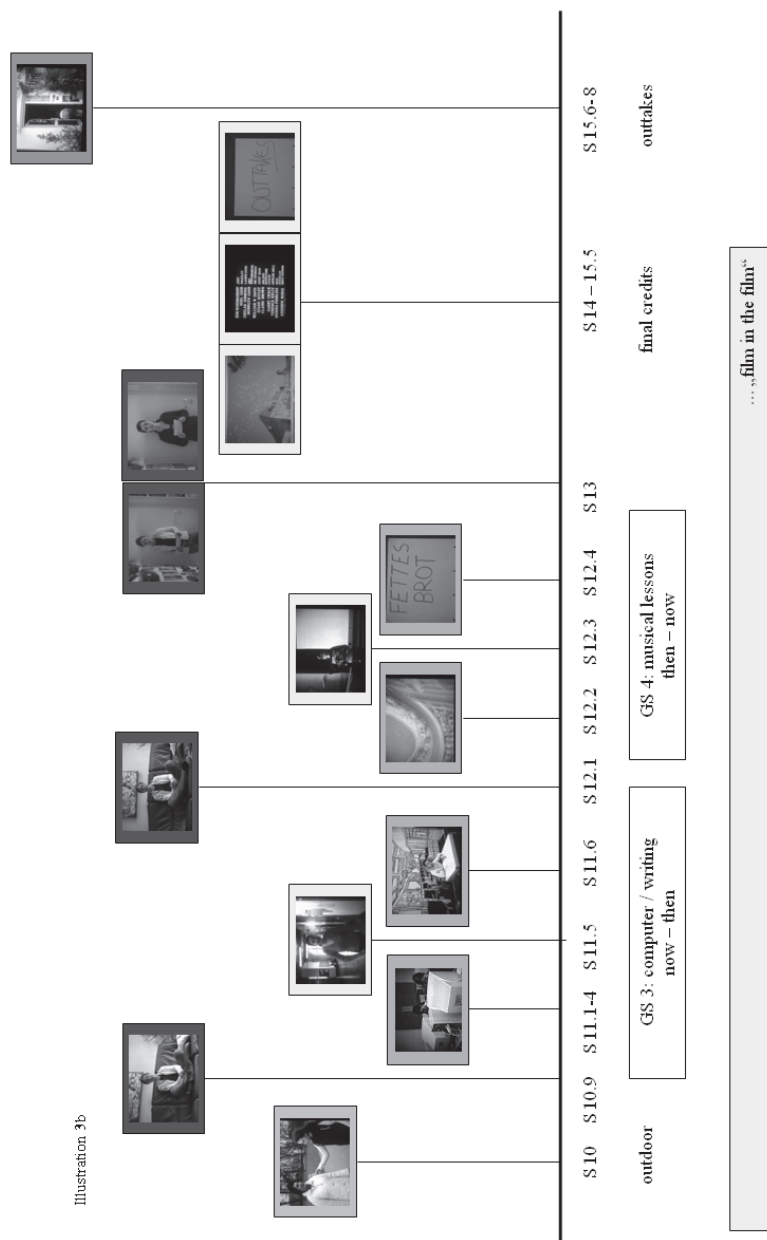 Illustration 3b
OUTTAKES
FETTES
BROT
S10
S10.9
S11.1-4
S11.5
S11.6
S12.1
S12.2
S12.3
S12.4
S13
S14 – 15.5
S15.6-8
outdoor
GS 3: computer / writing
now – then
GS 4: musical lessons
then – now
final credits
outtakes
… „film in the film“